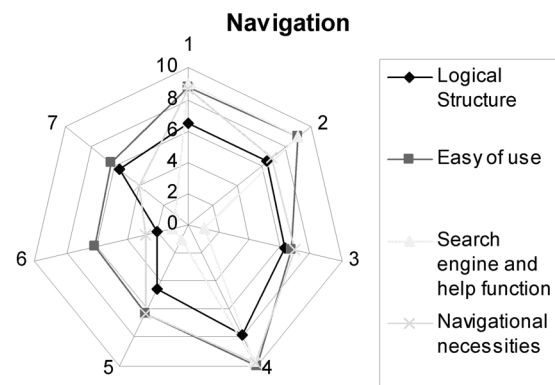 Navigation
1
10
8
6
4
2
0
2
3
4
5
6
7
Logical
Structure
Easy of use
Search
engine and
help function
Navigational
necessities